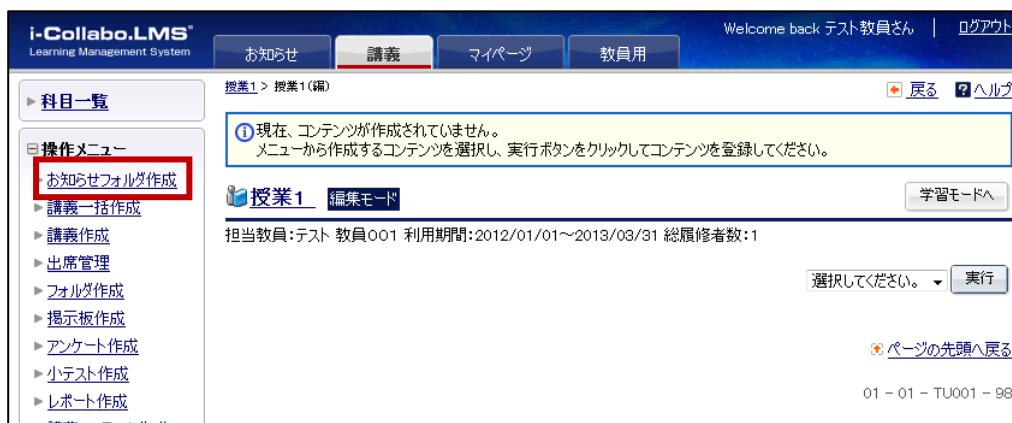 i-Collabo.LMS
Learning Management System
Welcome back テスト教員さん | ログアウト
お知らせ 講義 マイページ 教員用
授業1 > 授業1(編)
戻る ヘルプ
科目一覧
現在、コンテンツが作成されていません。
メニューから作成するコンテンツを選択し、実行ボタンをクリックしてコンテンツを登録してください。
操作メニュー
お知らせフォルダ作成
講義一括作成
講義作成
出席管理
フォルダ作成
掲示板作成
アンケート作成
小テスト作成
レポート作成
授業1 編集モード 学習モードへ
担当教員:テスト 教員001 利用期間:2012/01/01~2013/03/31 総履修者数:1
選択してください。 実行
ページの先頭へ戻る
01 - 01 - TU001 - 98